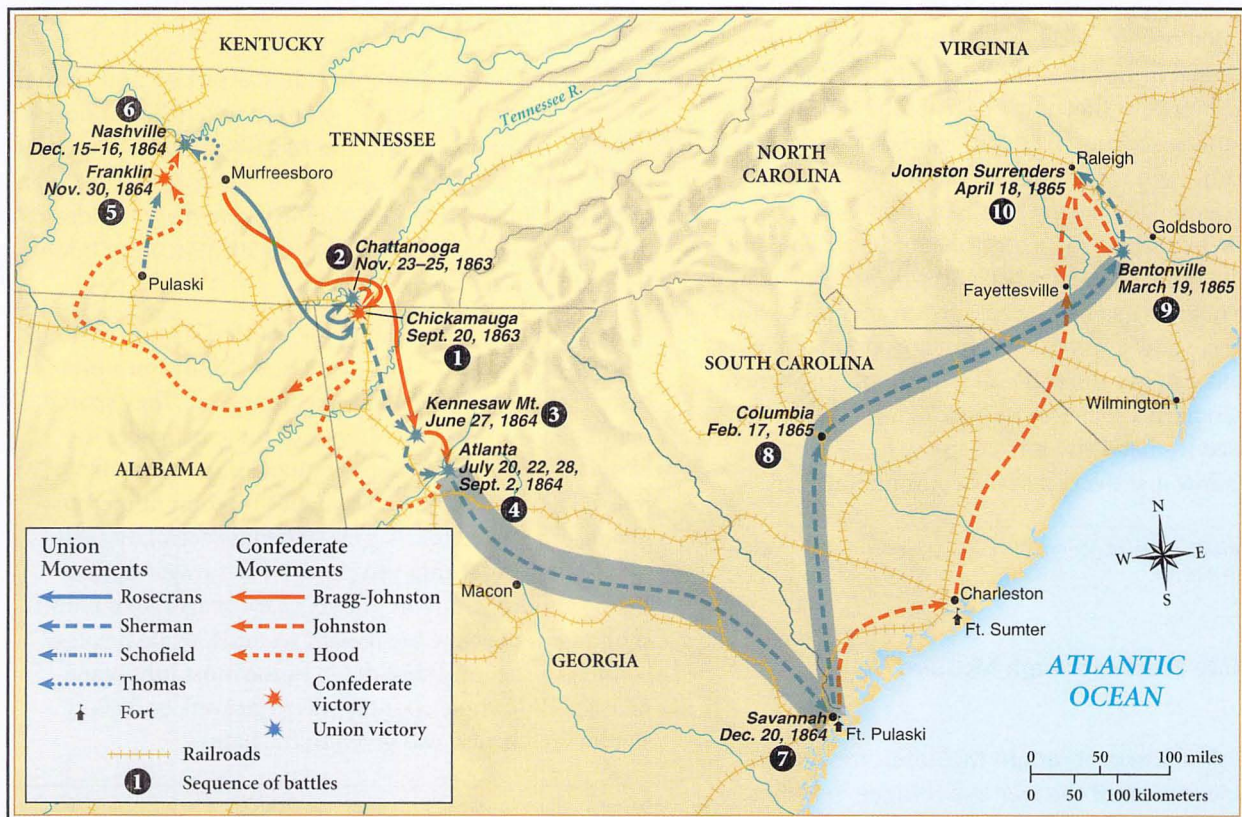 KENTUCKY
VIRGINIA
Tennessee R.
6
Nashville
Dec. 15–16, 1864
TENNESSEE
Franklin
Nov. 30, 1864
5
Murfreesboro
NORTH
CAROLINA
Raleigh
Johnston Surrenders
April 18, 1865
10
Goldsboro
2
Chattanooga
Nov. 23–25, 1863
Pulaski
Bentonville
March 19, 1865
9
Fayettesville
Chickamauga
Sept. 20, 1863
1
SOUTH CAROLINA
Kennesaw Mt.
June 27, 1864
3
Wilmington
Columbia
Feb. 17, 1865
8
ALABAMA
Atlanta
July 20, 22, 28,
Sept. 2, 1864
4
Macon
Charleston
Ft. Sumter
GEORGIA
ATLANTIC
OCEAN
Savannah
Dec. 20, 1864
7
Ft. Pulaski
N
W
E
S
0 50 100 miles
0 50 100 kilometers
Union
Movements
Rosecrans
Sherman
Schofield
Thomas
Fort
Confederate
Movements
Bragg-Johnston
Johnston
Hood
Confederate
victory
Union victory
Railroads
1 Sequence of battles